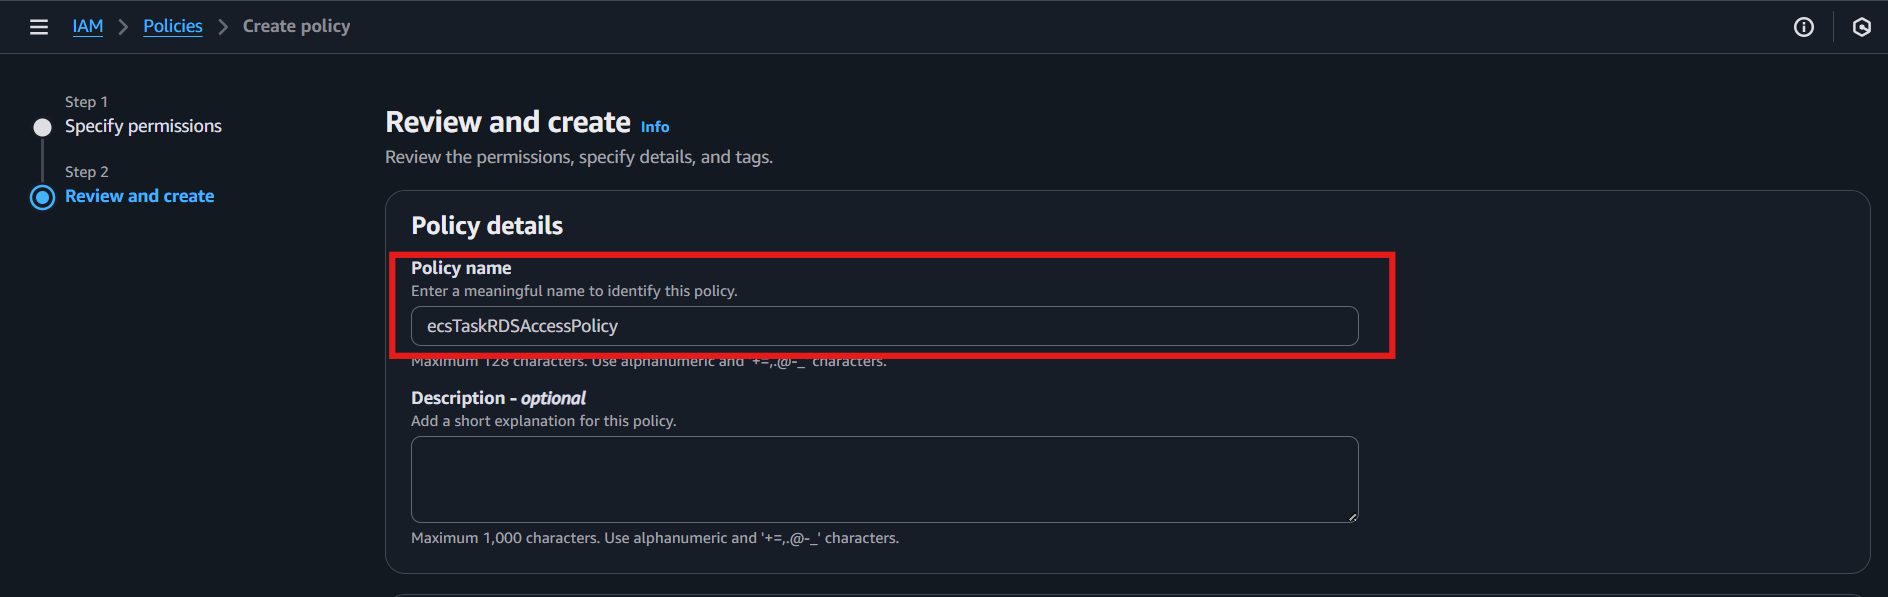 IAM > Policies > Create policy
Step 1
Specify permissions
Step 2
Review and create
Review and create Info
Review the permissions, specify details, and tags.
Policy details
Policy name
Enter a meaningful name to identify this policy.
ecsTaskRDSAccessPolicy
Maximum 128 characters. Use alphanumeric and '+=,.@-_' characters.
Description - optional
Add a short explanation for this policy.
Maximum 1,000 characters. Use alphanumeric and '+=,.@-_' characters.